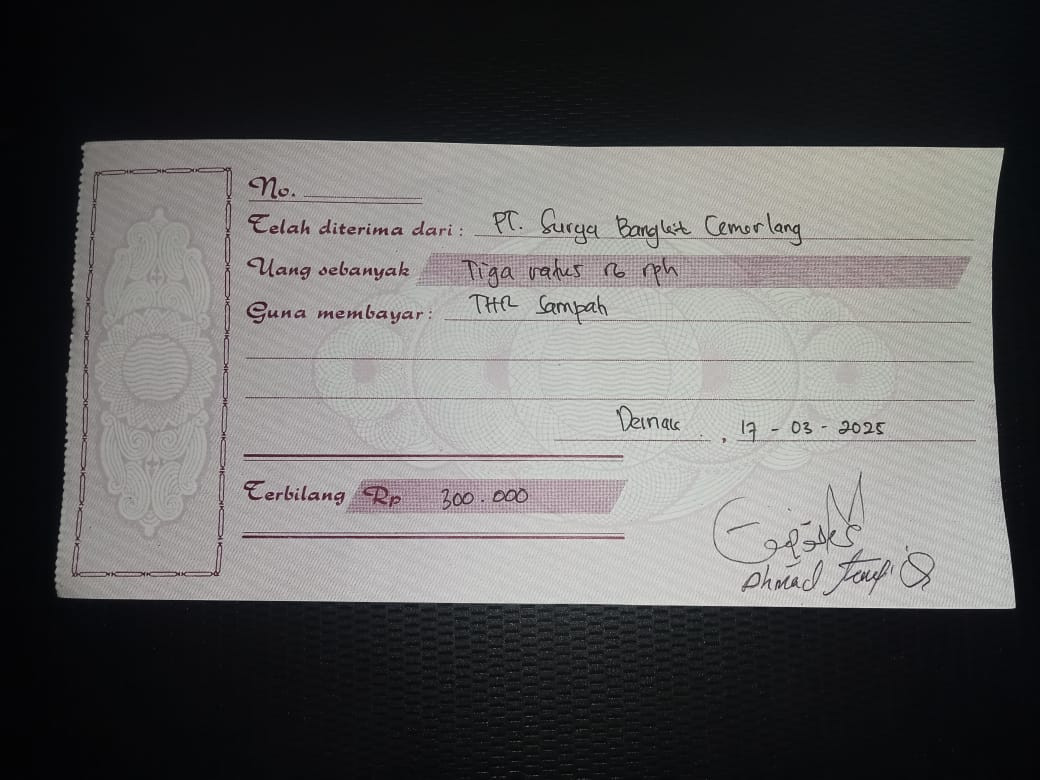 No.
Telah diterima dari : PT. Surya Bangkit Cemerlang
Uang sebanyak Tiga ratus rb rph
Guna membayar : THR Sampah
Demak, 17 - 03 - 2025
Terbilang Rp 300.000
Ahmad